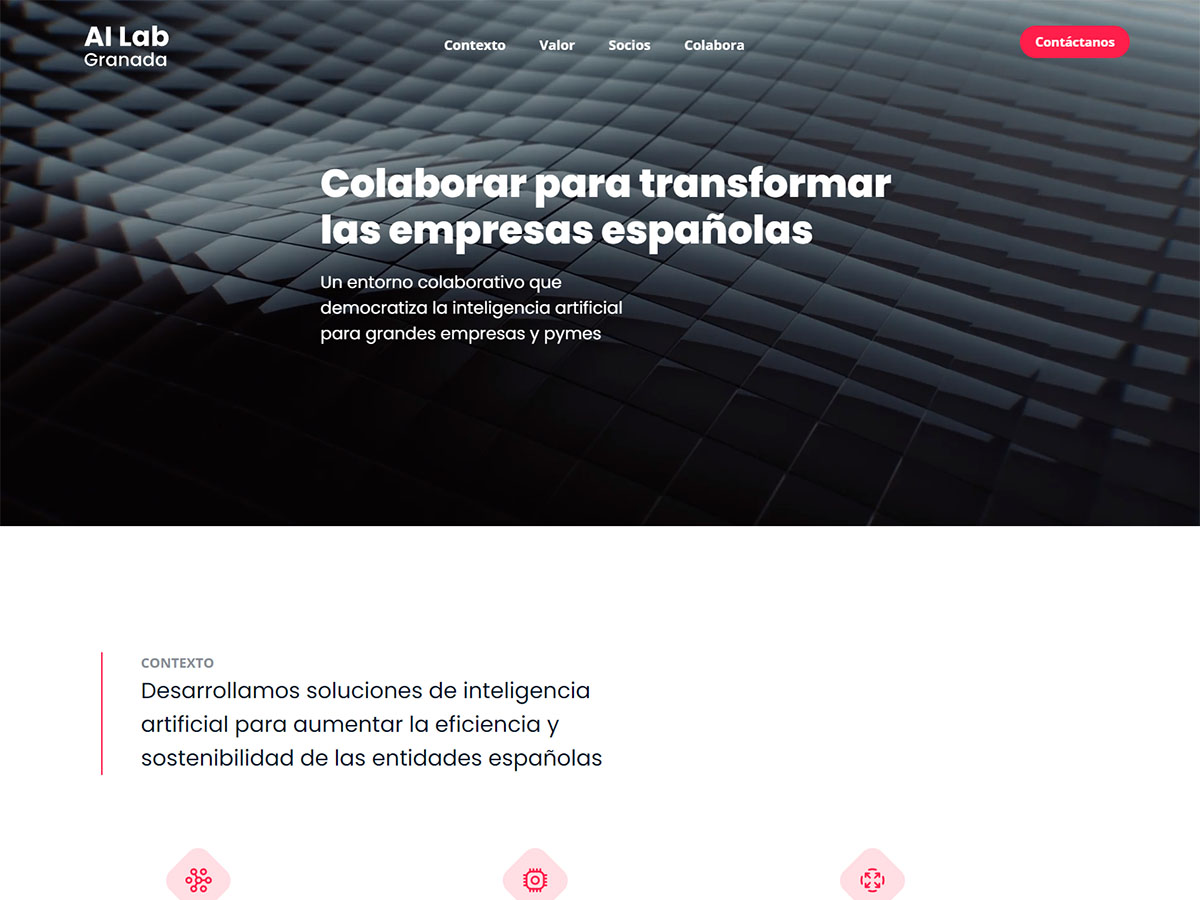 AI Lab
Granada
Contexto Valor Socios Colabora
Contáctanos
Colaborar para transformar
las empresas españolas
Un entorno colaborativo que
democratiza la inteligencia artificial
para grandes empresas y pymes
CONTEXTO
Desarrollamos soluciones de inteligencia
artificial para aumentar la eficiencia y
sostenibilidad de las entidades españolas